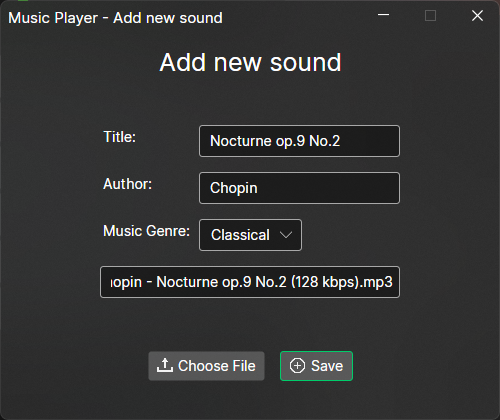 Music Player - Add new sound
Add new sound
Title: Nocturne op.9 No.2
Author: Chopin
Music Genre: Classical
hopin - Nocturne op.9 No.2 (128 kbps).mp3
Choose File Save